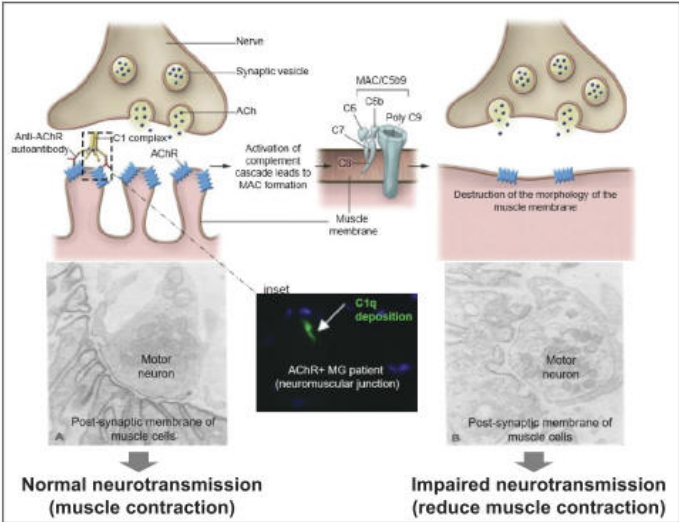 Nerve
Synaptic vesicle
ACh
Anti-AChR
autoantibody
C1 complex
AChR
Activation of
complement
cascade leads to
MAC formation
MAC/C5b9
C5b
C6
Poly C9
C7
C8
Muscle
membrane
Destruction of the morphology of the
muscle membrane
inset
C1q
deposition
AChR+ MG patient
(neuromuscular junction)
Motor
neuron
Post-synaptic membrane of
muscle cells
A
Motor
neuron
Post-synaptic membrane of
muscle cells
B
Normal neurotransmission
(muscle contraction)
Impaired neurotransmission
(reduce muscle contraction)